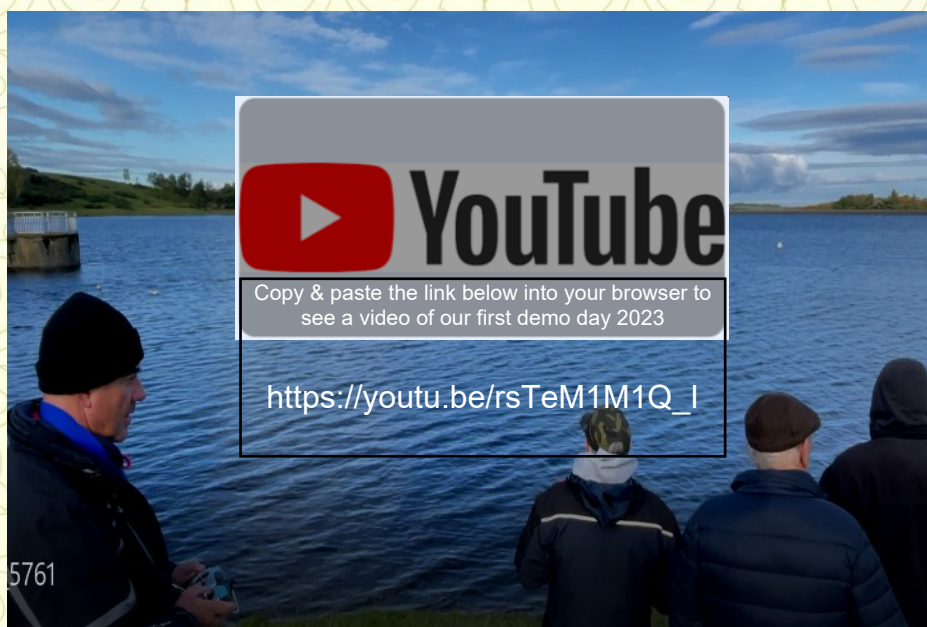 YouTube
Copy & paste the link below into your browser to
see a video of our first demo day 2023
https://youtu.be/rsTeM1M1Q_I
5761